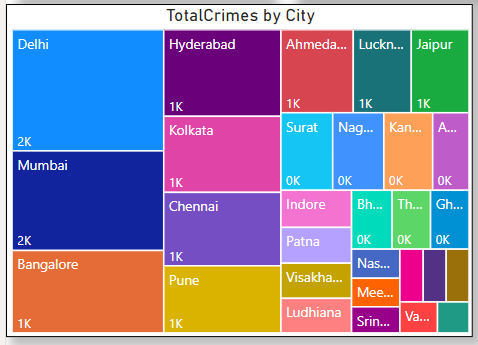 TotalCrimes by City
Delhi
2K
Mumbai
2K
Bangalore
1K
Hyderabad
1K
Kolkata
1K
Chennai
1K
Pune
1K
Ahmeda...
1K
Luckn...
1K
Jaipur
1K
Surat
0K
Nag...
0K
Kan...
0K
A...
0K
Indore
Patna
Visakha...
Ludhiana
Bh...
0K
Th...
0K
Gh...
0K
Nas...
Mee...
Srin...
Va...